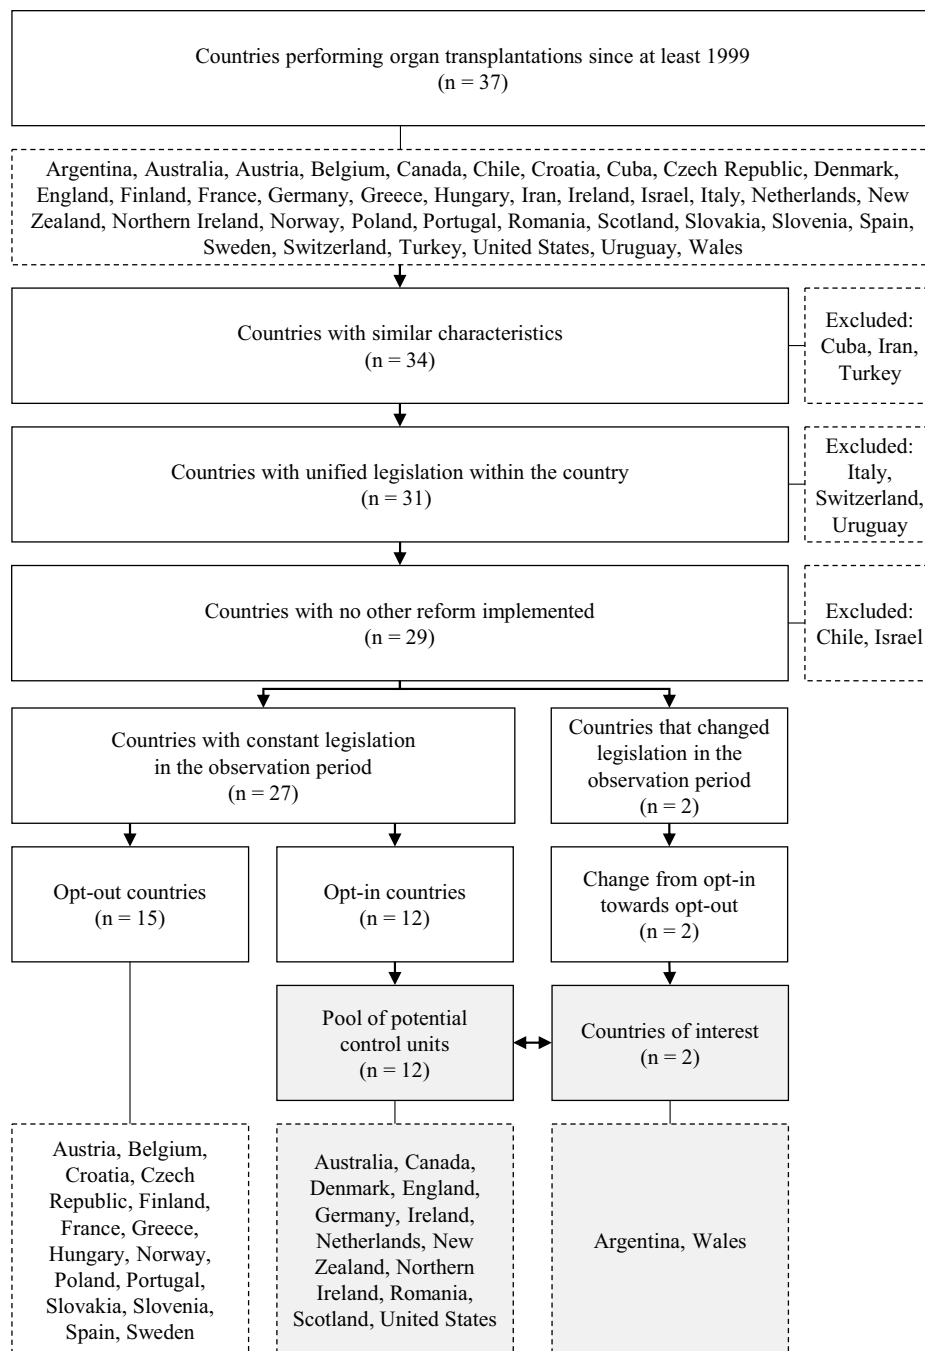 Countries performing organ transplantations since at least 1999
(n = 37)
Argentina, Australia, Austria, Belgium, Canada, Chile, Croatia, Cuba, Czech Republic, Denmark,
England, Finland, France, Germany, Greece, Hungary, Iran, Ireland, Israel, Italy, Netherlands, New
Zealand, Northern Ireland, Norway, Poland, Portugal, Romania, Scotland, Slovakia, Slovenia, Spain,
Sweden, Switzerland, Turkey, United States, Uruguay, Wales
Countries with similar characteristics
(n = 34)
Excluded:
Cuba, Iran,
Turkey
Countries with unified legislation within the country
(n = 31)
Excluded:
Italy,
Switzerland,
Uruguay
Countries with no other reform implemented
(n = 29)
Excluded:
Chile, Israel
Countries with constant legislation
in the observation period
(n = 27)
Countries that changed
legislation in the
observation period
(n = 2)
Opt-out countries
(n = 15)
Opt-in countries
(n = 12)
Change from opt-in
towards opt-out
(n = 2)
Pool of potential
control units
(n = 12)
Countries of interest
(n = 2)
Austria, Belgium,
Croatia, Czech
Republic, Finland,
France, Greece,
Hungary, Norway,
Poland, Portugal,
Slovakia, Slovenia,
Spain, Sweden
Australia, Canada,
Denmark, England,
Germany, Ireland,
Netherlands, New
Zealand, Northern
Ireland, Romania,
Scotland, United States
Argentina, Wales